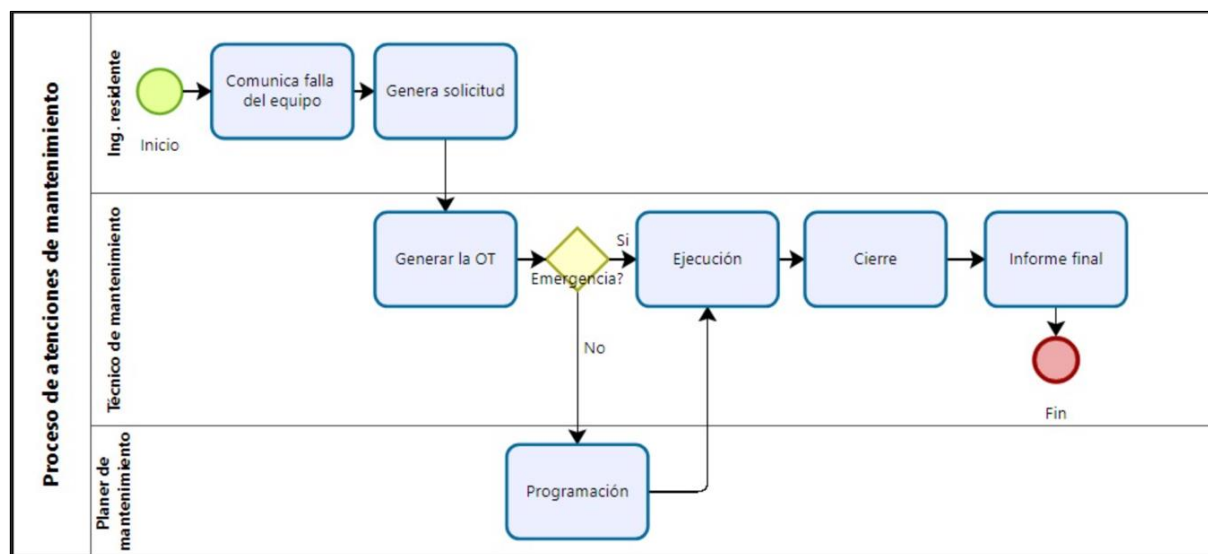 Proceso de atenciones de mantenimiento
Ing. residente
Inicio
Comunica falla
del equipo
Genera solicitud
Técnico de mantenimiento
Generar la OT
Emergencia?
Si
No
Ejecución
Cierre
Informe final
Fin
Planer de
mantenimiento
Programación